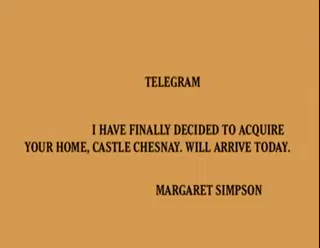 TELEGRAM
I HAVE FINALLY DECIDED TO ACQUIRE
YOUR HOME, CASTLE CHESNAY. WILL ARRIVE TODAY.
MARGARET SIMPSON